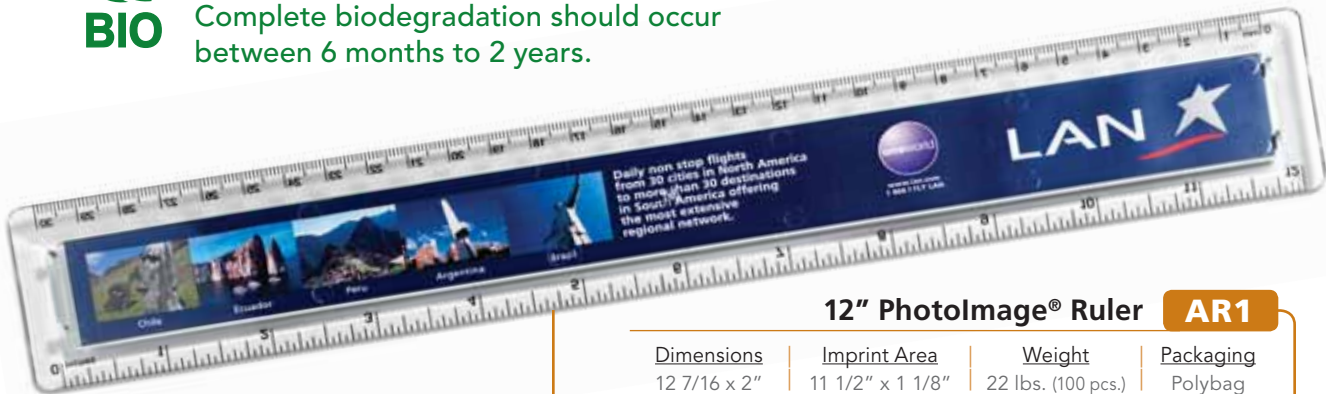 BIO
Complete biodegradation should occur
between 6 months to 2 years.
Daily non stop flights
from 30 cities in North America
to more than 30 destinations
in South America offering
the most extensive
regional network.
LAN
Chile
Ecuador
Peru
Argentina
Brazil
12" PhotoImage® Ruler
AR1
Dimensions
Imprint Area
Weight
Packaging
12 7/16 x 2"
11 1/2" x 1 1/8"
22 lbs. (100 pcs.)
Polybag